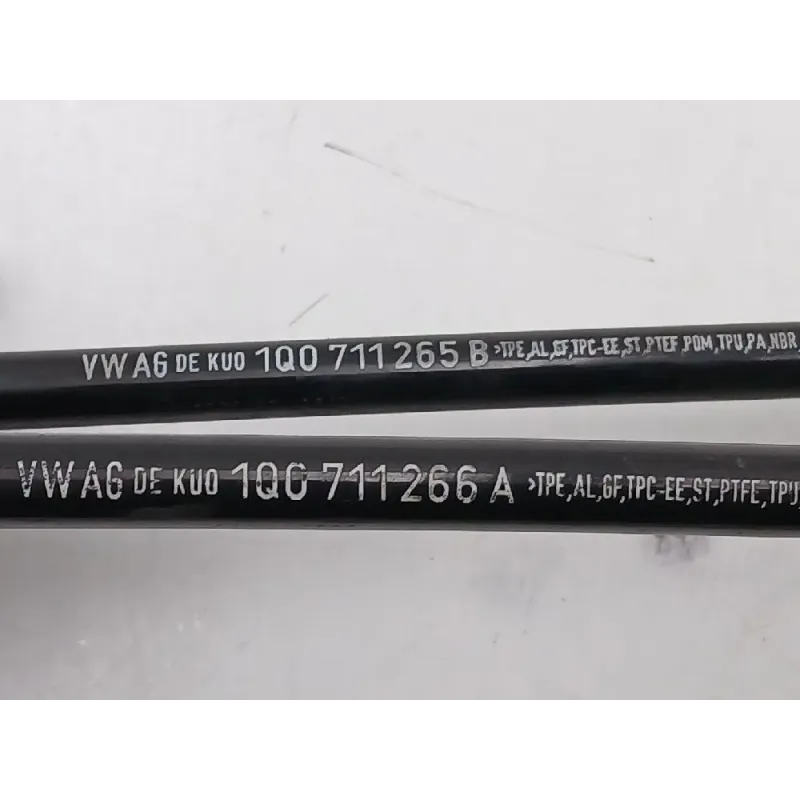 VW AG DE KUO 1Q0 711 265 B >TPE,AL,GF,TPC-EE,ST,PTEF,POM,TPU,PA,NBR,
VW AG DE KUO 1Q0 711 266 A >TPE,AL,GF,TPC-EE,ST,PTFE,TPU,